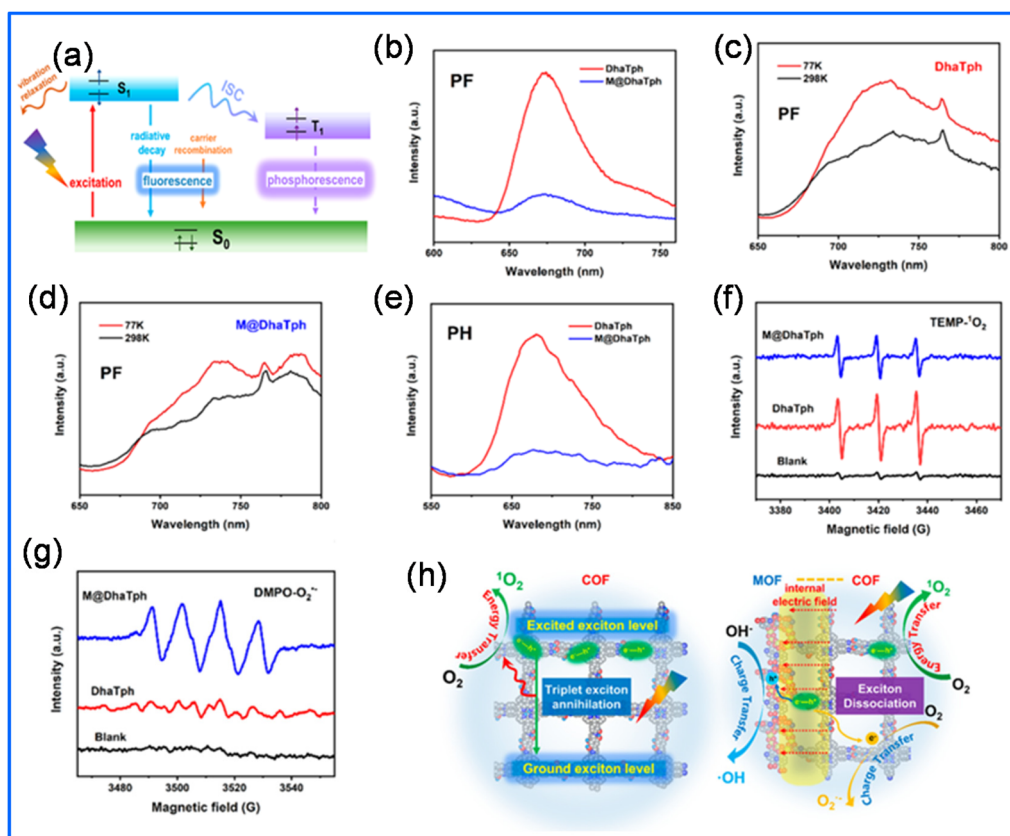 (a)
vibration
relaxation
S1
ISC
T1
radiative
decay
carrier
recombination
excitation
fluorescence
phosphorescence
S0
(b)
PF
DhaTph
M@DhaTph
Intensity (a.u.)
600
650
700
750
Wavelength (nm)
(c)
77K
298K
DhaTph
PF
Intensity (a.u.)
650
700
750
800
Wavelength (nm)
(d)
77K
298K
M@DhaTph
PF
Intensity (a.u.)
650
700
750
800
Wavelength (nm)
(e)
PH
DhaTph
M@DhaTph
Intensity (a.u.)
550
600
650
700
750
800
850
Wavelength (nm)
(f)
TEMP-¹O₂
M@DhaTph
DhaTph
Blank
Intensity (a.u.)
3380
3400
3420
3440
3460
Magnetic field (G)
(g)
DMPO-O₂•−
M@DhaTph
DhaTph
Blank
Intensity (a.u.)
3480
3500
3520
3540
Magnetic field (G)
(h)
¹O₂
COF
Energy Transfer
O₂
Excited exciton level
e⁻–h⁺
e⁻–h⁺
e⁻–h⁺
Triplet exciton
annihilation
Ground exciton level
MOF
COF
internal
electric field
¹O₂
Energy Transfer
OH⁻
e⁻–h⁺
O₂
h⁺
Charge Transfer
Exciton
Dissociation
e⁻–h⁺
O₂
e⁻
Charge Transfer
·OH
O₂•−